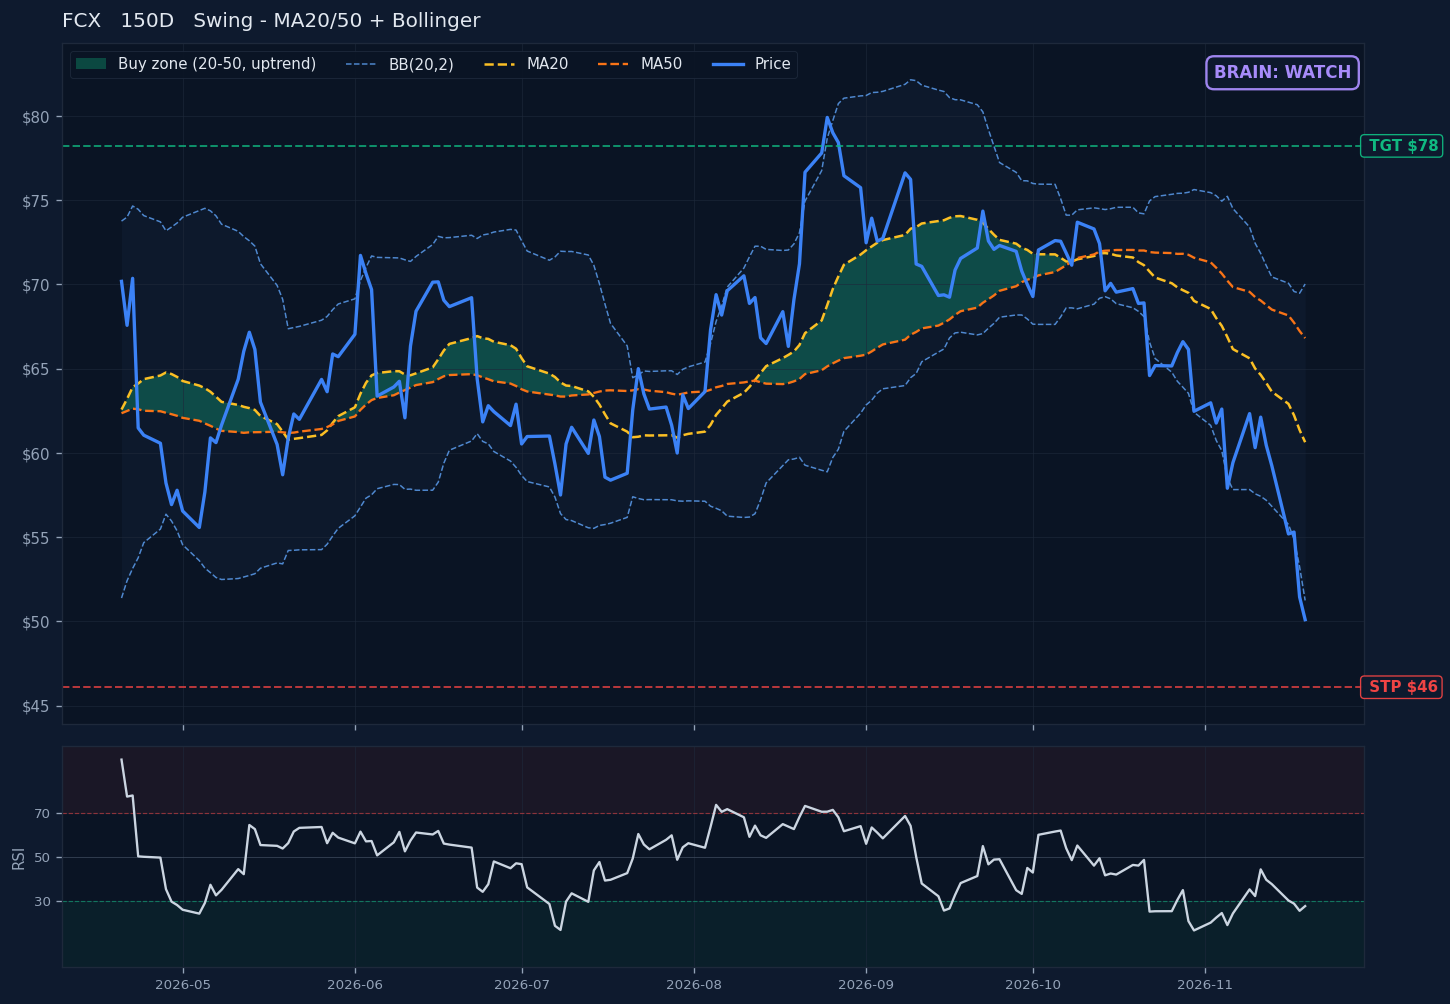 FCX 150D Swing - MA20/50 + Bollinger
Buy zone (20-50, uptrend) BB(20,2) MA20 MA50 Price
BRAIN: WATCH
$80
TGT $78
$75
$70
$65
$60
$55
$50
STP $46
$45
70
50
30
RSI
2026-05 2026-06 2026-07 2026-08 2026-09 2026-10 2026-11